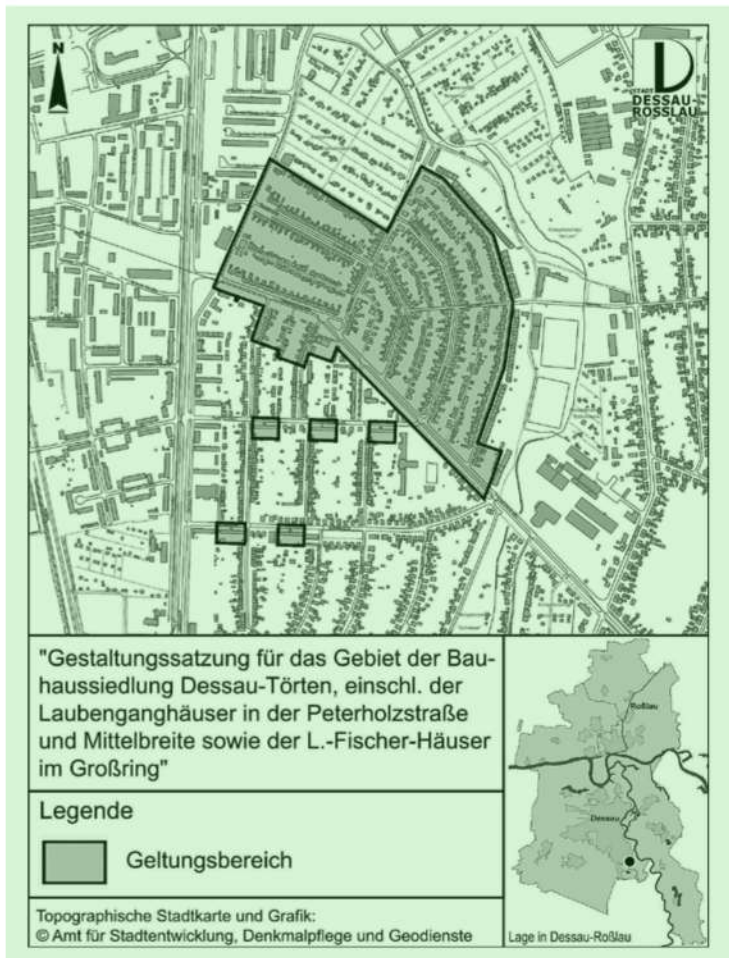 N
STADT
DESSAU-
ROSSLAU
"Gestaltungssatzung für das Gebiet der Bau-
haussiedlung Dessau-Törten, einschl. der
Laubenganghäuser in der Peterholzstraße
und Mittelbreite sowie der L.-Fischer-Häuser
im Großring"
Legende
Geltungsbereich
Topographische Stadtkarte und Grafik:
© Amt für Stadtentwicklung, Denkmalpflege und Geodienste
Roßlau
Dessau
Lage in Dessau-Roßlau